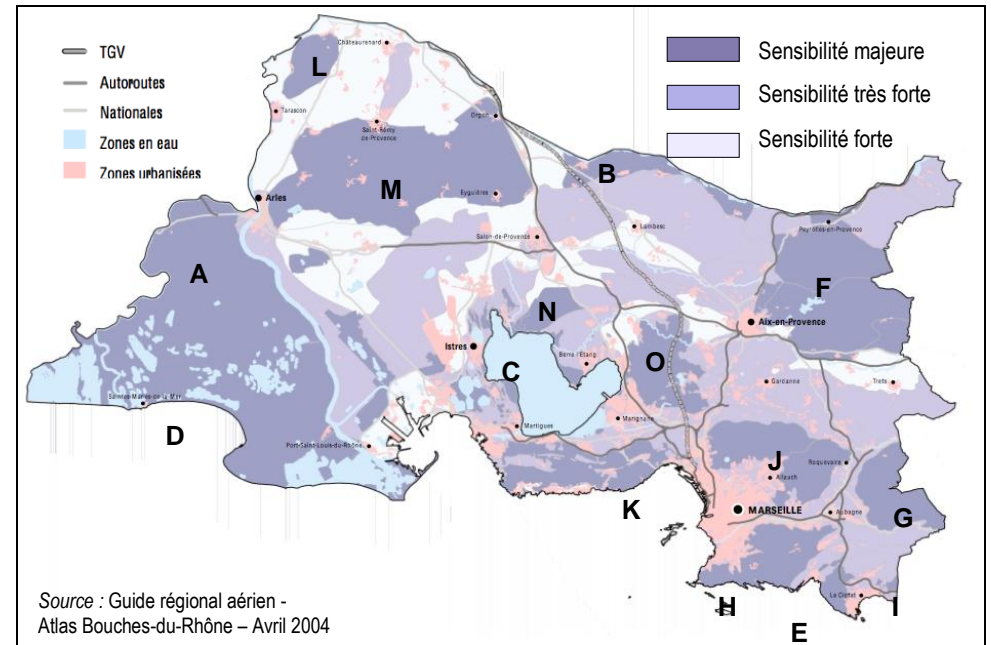 TGV
Autoroutes
Nationales
Zones en eau
Zones urbanisées
Sensibilité majeure
Sensibilité très forte
Sensibilité forte
Châteaurenard
L
Tarascon
Saint-Rémy
de-Provence
Orgon
B
M
Eyguières
Arles
Lambesc
Peyrolles-en-Provence
Salon-de-Provence
A
F
N
Aix-en-Provence
Istres
Berre l'Etang
C
O
Gardanne
Trets
Saintes-Maries-de-la Mer
Martigues
Marignane
D
Port-Saint-Louis-du-Rhône
J
Roquevaire
Allauch
K
MARSEILLE
Aubagne
G
La Ciotat
H
I
E
Source : Guide régional aérien -
Atlas Bouches-du-Rhône – Avril 2004